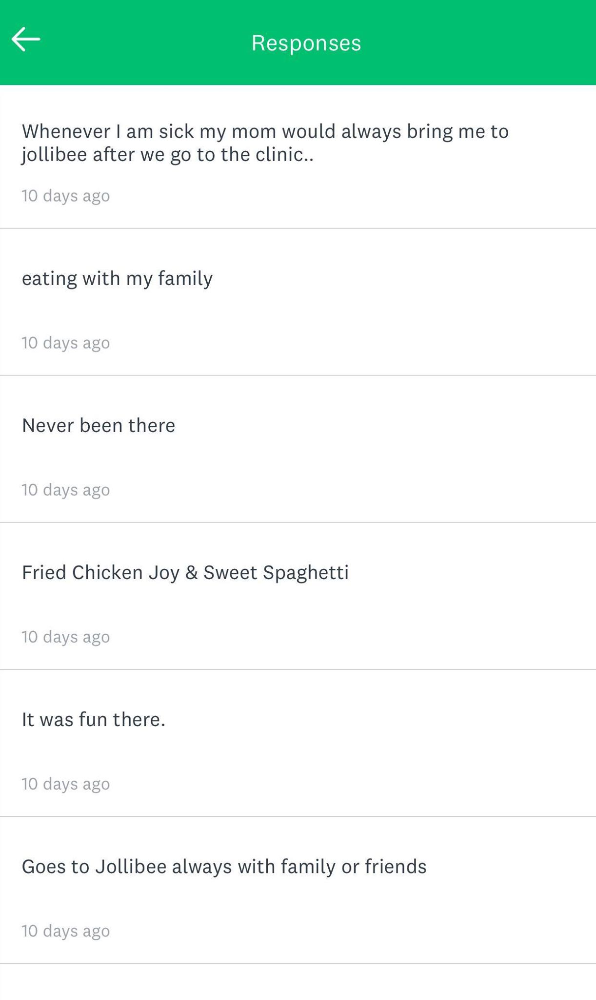 Responses
Whenever I am sick my mom would always bring me to
jollibee after we go to the clinic..
10 days ago
eating with my family
10 days ago
Never been there
10 days ago
Fried Chicken Joy & Sweet Spaghetti
10 days ago
It was fun there.
10 days ago
Goes to Jollibee always with family or friends
10 days ago